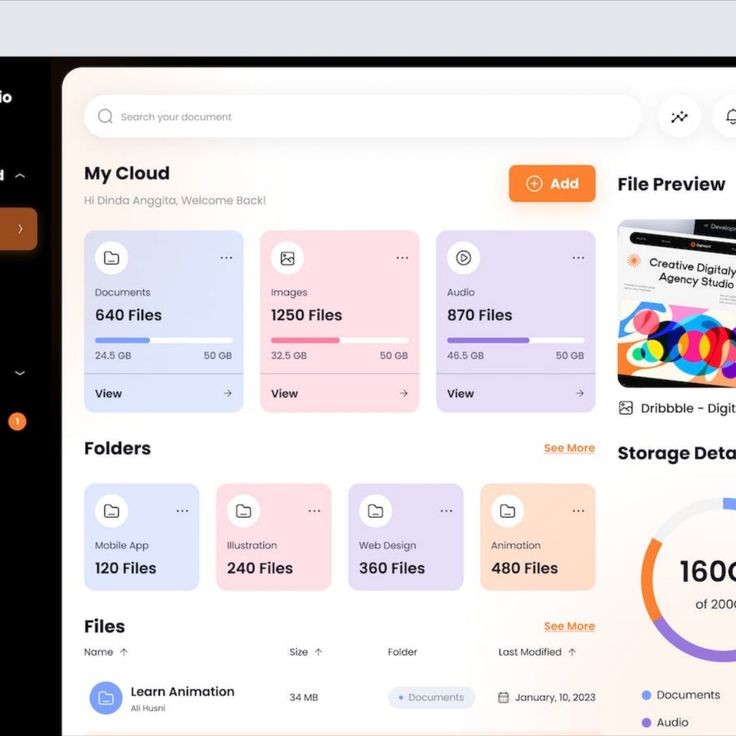 io
d
1
Search your document
My Cloud
Hi Dinda Anggita, Welcome Back!
Add
Documents
640 Files
24.5 GB 50 GB
View
Images
1250 Files
32.5 GB 50 GB
View
Audio
870 Files
46.5 GB 50 GB
View
Folders
See More
Mobile App
120 Files
Illustration
240 Files
Web Design
360 Files
Animation
480 Files
Files
See More
Name Size Folder Last Modified
Learn Animation
Ali Husni
34 MB
Documents
January, 10, 2023
File Preview
Creative Digitaly
Agency Studio
Dribbble - Digit
Storage Deta
160G
of 200G
Documents
Audio